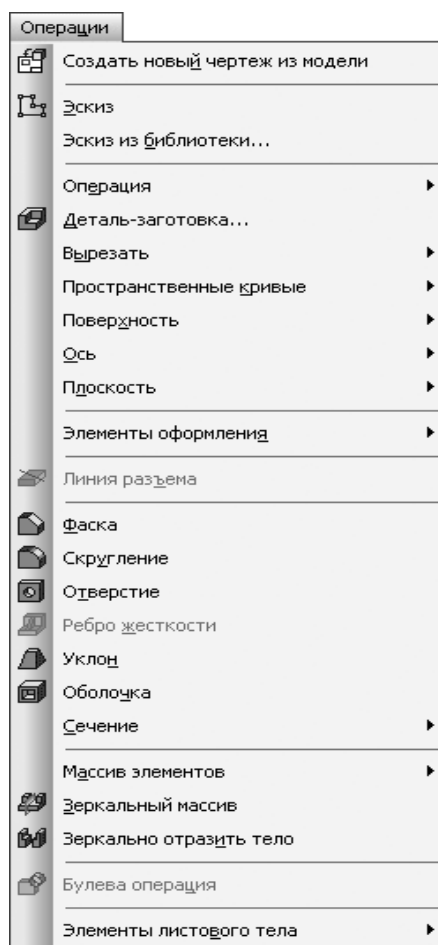 Операции
Создать новый чертеж из модели
Эскиз
Эскиз из библиотеки...
Операция
Деталь-заготовка...
Вырезать
Пространственные кривые
Поверхность
Ось
Плоскость
Элементы оформления
Линия разъема
Фаска
Скругление
Отверстие
Ребро жесткости
Уклон
Оболочка
Сечение
Массив элементов
Зеркальный массив
Зеркально отразить тело
Булева операция
Элементы листового тела